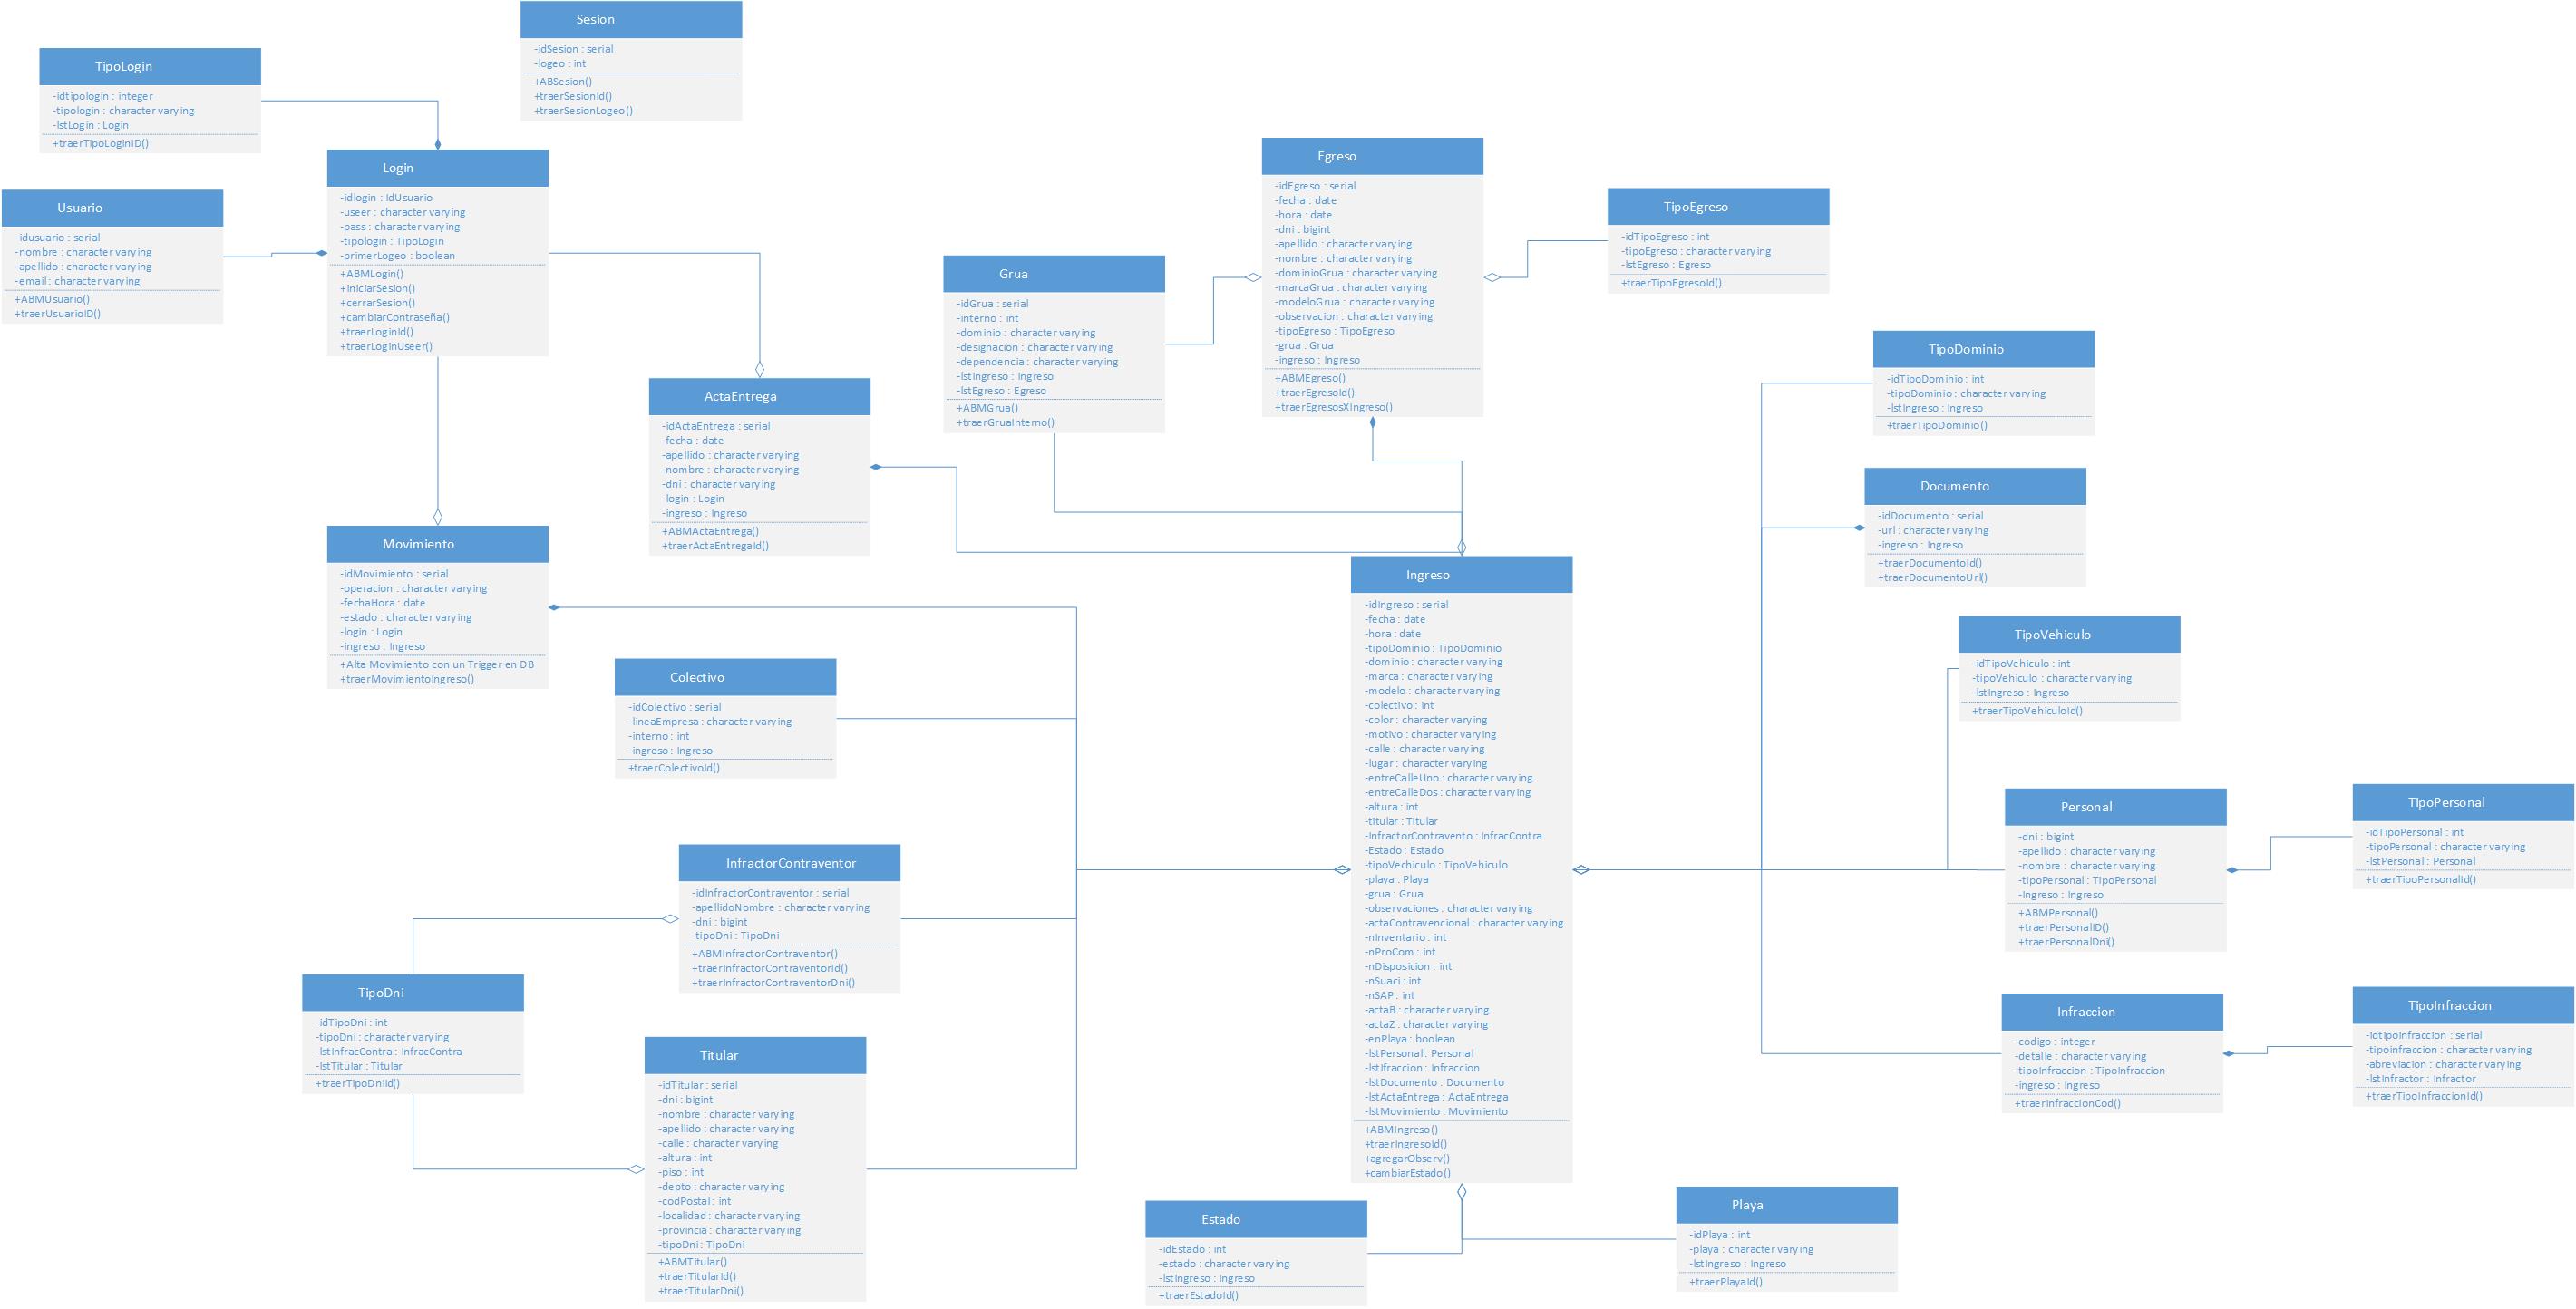 Sesion
-idSesion : serial
-logeo : int
+ABSesion()
+traerSesionId()
+traerSesionLogeo()
TipoLogin
-idtipologin : integer
-tipologin : character varying
-lstLogin : Login
+traerTipoLoginID()
Login
-idlogin : IdUsuario
-useer : character varying
-pass : character varying
-tipologin : TipoLogin
-primerLogeo : boolean
+ABMLogin()
+iniciarSesion()
+cerrarSesion()
+cambiarContraseña()
+traerLoginId()
+traerLoginUseer()
Usuario
-idusuario : serial
-nombre : character varying
-apellido : character varying
-email : character varying
+ABMUsuario()
+traerUsuarioID()
Egreso
-idEgreso : serial
-fecha : date
-hora : date
-dni : bigint
-apellido : character varying
-nombre : character varying
-dominioGrua : character varying
-marcaGrua : character varying
-modeloGrua : character varying
-observacion : character varying
-tipoEgreso : TipoEgreso
-grua : Grua
-ingreso : Ingreso
+ABMEgreso()
+traerEgresoId()
+traerEgresosXIngreso()
TipoEgreso
-idTipoEgreso : int
-tipoEgreso : character varying
-lstEgreso : Egreso
+traerTipoEgresoId()
Grua
-idGrua : serial
-interno : int
-dominio : character varying
-designacion : character varying
-dependencia : character varying
-lstIngreso : Ingreso
-lstEgreso : Egreso
+ABMGrua()
+traerGruaInterno()
TipoDominio
-idTipoDominio : int
-tipoDominio : character varying
-lstIngreso : Ingreso
+traerTipoDominio()
ActaEntrega
-idActaEntrega : serial
-fecha : date
-apellido : character varying
-nombre : character varying
-dni : character varying
-login : Login
-ingreso : Ingreso
+ABMActaEntrega()
+traerActaEntregaId()
Documento
-idDocumento : serial
-url : character varying
-ingreso : Ingreso
+traerDocumentoId()
+traerDocumentoUrl()
Movimiento
-idMovimiento : serial
-operacion : character varying
-fechaHora : date
-estado : character varying
-login : Login
-ingreso : Ingreso
+Alta Movimiento con un Trigger en DB
+traerMovimientoIngreso()
Ingreso
-idIngreso : serial
-fecha : date
-hora : date
-tipoDominio : TipoDominio
-dominio : character varying
-marca : character varying
-modelo : character varying
-colectivo : int
-color : character varying
-motivo : character varying
-calle : character varying
-lugar : character varying
-entreCalleUno : character varying
-entreCalleDos : character varying
-altura : int
-titular : Titular
-InfractorContravento : InfracContra
-Estado : Estado
-tipoVechiculo : TipoVehiculo
-playa : Playa
-grua : Grua
-observaciones : character varying
-actaContravencional : character varying
-nInventario : int
-nProCom : int
-nDisposicion : int
-nSuaci : int
-nSAP : int
-actaB : character varying
-actaZ : character varying
-enPlaya : boolean
-lstPersonal : Personal
-lstIfraccion : Infraccion
-lstDocumento : Documento
-lstActaEntrega : ActaEntrega
-lstMovimiento : Movimiento
+ABMIngreso()
+traerIngresoId()
+agregarObserv()
+cambiarEstado()
TipoVehiculo
-idTipoVehiculo : int
-tipoVehiculo : character varying
-lstIngreso : Ingreso
+traerTipoVehiculoId()
Colectivo
-idColectivo : serial
-lineaEmpresa : character varying
-interno : int
-ingreso : Ingreso
+traerColectivoId()
Personal
-dni : bigint
-apellido : character varying
-nombre : character varying
-tipoPersonal : TipoPersonal
-Ingreso : Ingreso
+ABMPersonal()
+traerPersonalID()
+traerPersonalDni()
TipoPersonal
-idTipoPersonal : int
-tipoPersonal : character varying
-lstPersonal : Personal
+traerTipoPersonalId()
InfractorContraventor
-idInfractorContraventor : serial
-apellidoNombre : character varying
-dni : bigint
-tipoDni : TipoDni
+ABMInfractorContraventor()
+traerInfractorContraventorId()
+traerInfractorContraventorDni()
TipoDni
-idTipoDni : int
-tipoDni : character varying
-lstInfracContra : InfracContra
-lstTitular : Titular
+traerTipoDniId()
Infraccion
-codigo : integer
-detalle : character varying
-tipoInfraccion : TipoInfraccion
-ingreso : Ingreso
+traerInfraccionCod()
TipoInfraccion
-idtipoinfraccion : serial
-tipoinfraccion : character varying
-abreviacion : character varying
-lstInfractor : Infractor
+traerTipoInfraccionId()
Titular
-idTitular : serial
-dni : bigint
-nombre : character varying
-apellido : character varying
-calle : character varying
-altura : int
-piso : int
-depto : character varying
-codPostal : int
-localidad : character varying
-provincia : character varying
-tipoDni : TipoDni
+ABMTitular()
+traerTitularId()
+traerTitularDni()
Estado
-idEstado : int
-estado : character varying
-lstIngreso : Ingreso
+traerEstadoId()
Playa
-idPlaya : int
-playa : character varying
-lstIngreso : Ingreso
+traerPlayaId()